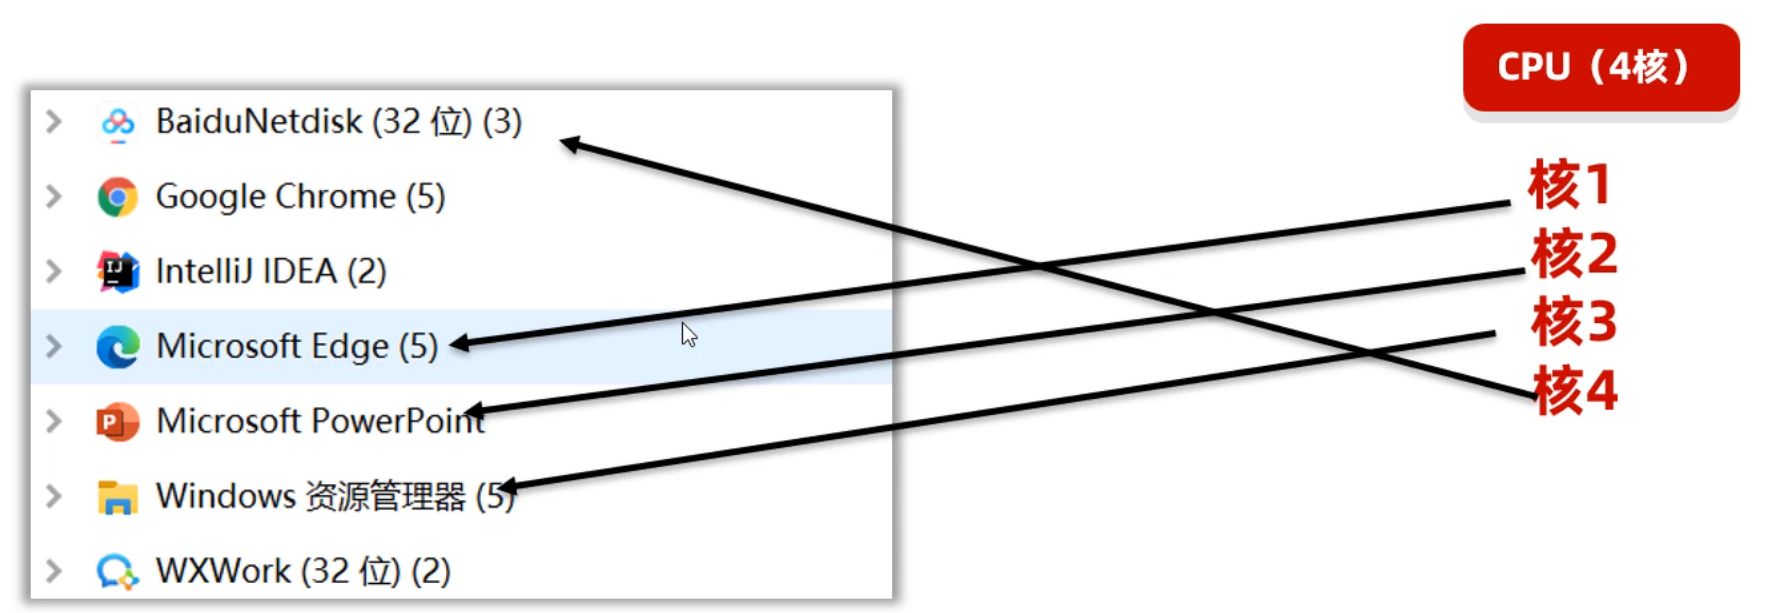 CPU（4核）
BaiduNetdisk (32 位) (3)
Google Chrome (5)
IntelliJ IDEA (2)
Microsoft Edge (5)
Microsoft PowerPoint
Windows 资源管理器 (5)
WXWork (32 位) (2)
核1
核2
核3
核4